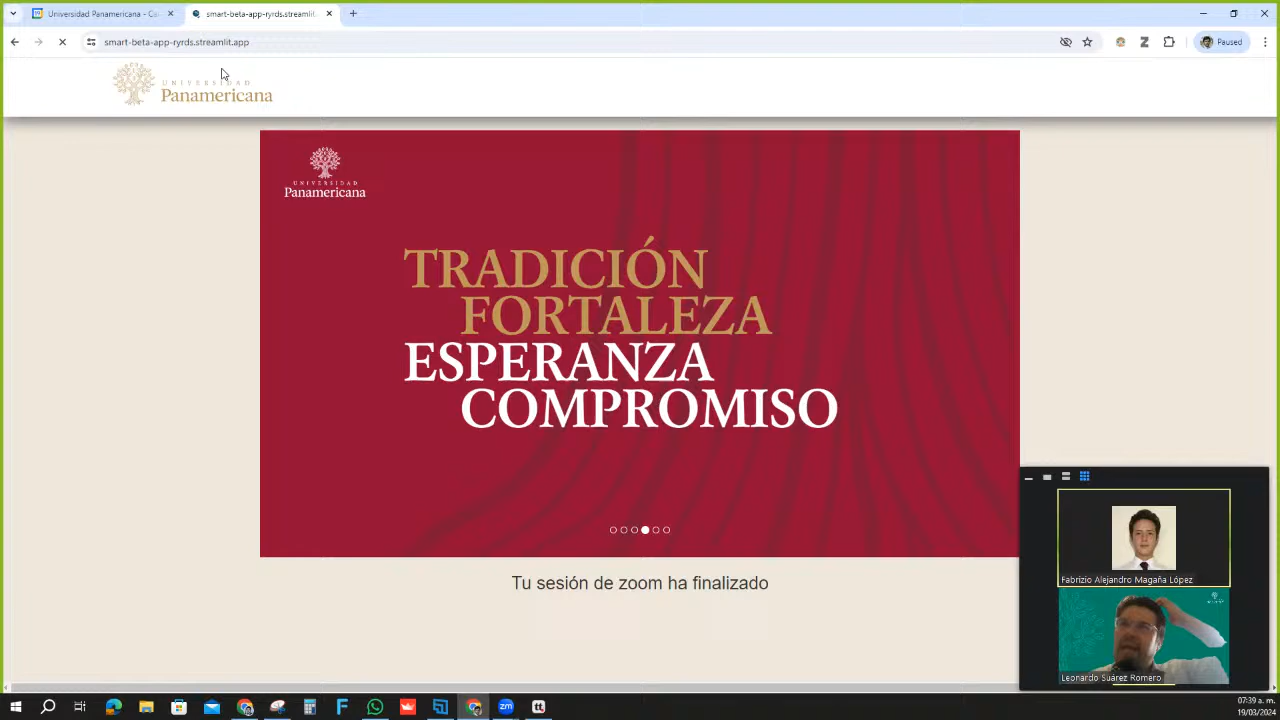 Universidad Panamericana - Ca
smart-beta-app-ryrds.streamlit.
smart-beta-app-ryrds.streamlit.app
Paused
UNIVERSIDAD
Panamericana
UNIVERSIDAD
Panamericana
TRADICIÓN
FORTALEZA
ESPERANZA
COMPROMISO
Tu sesión de zoom ha finalizado
Fabrizio Alejandro Magaña López
Leonardo Suárez Romero
07:39 a. m.
19/03/2024